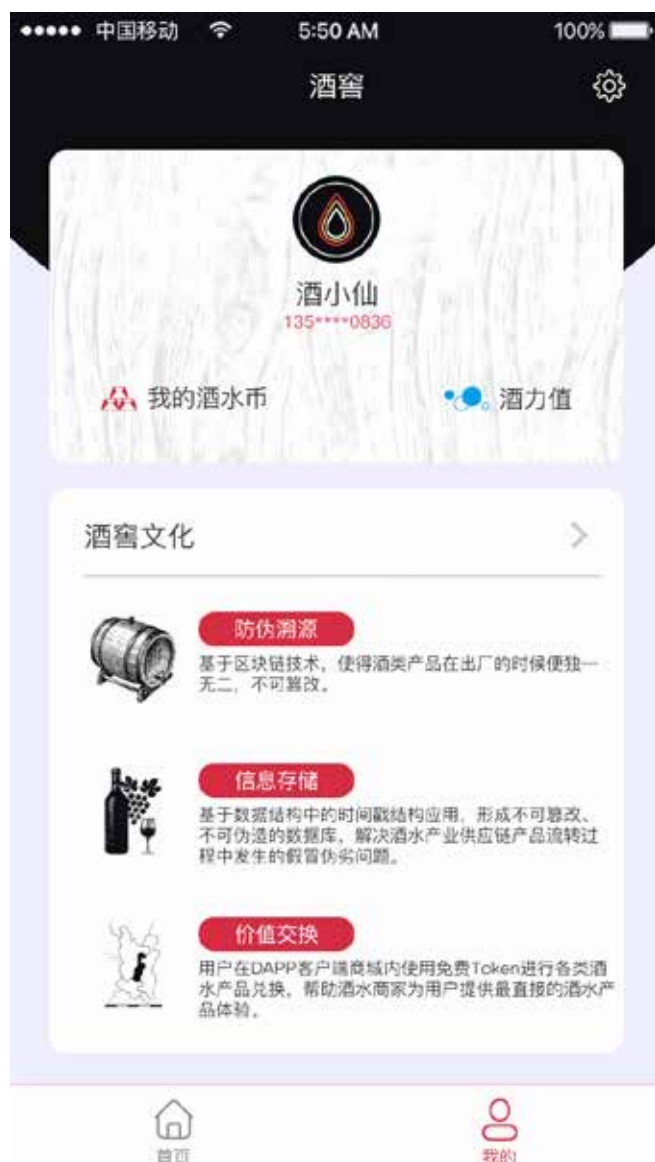 中国移动 5:50 AM 100%
酒窖
酒小仙
135****0836
我的酒水币 酒力值
酒窖文化
防伪溯源
基于区块链技术，使得酒类产品在出厂的时候便独一
无二，不可篡改。
信息存储
基于数据结构中的时间戳结构应用，形成不可篡改、
不可伪造的数据库，解决酒水产业供应链产品流转过
程中发生的假冒伪劣问题。
价值交换
用户在DAPP客户端商城内使用免费Token进行各类酒
水产品兑换，帮助酒水商家为用户提供最直接的酒水产
品体验。
首页 我的